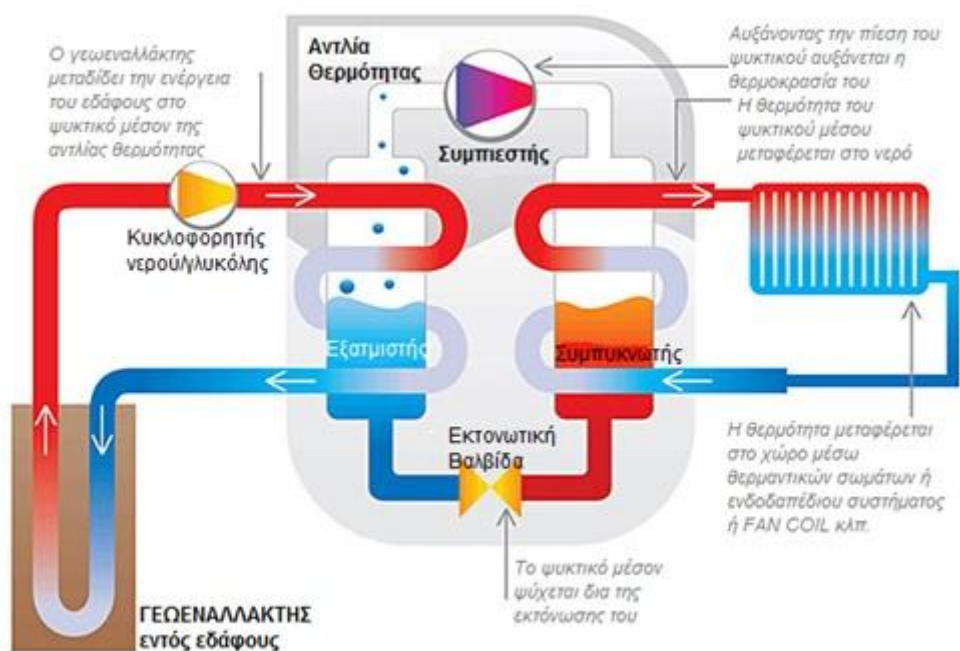 Ο γεωεναλλάκτης
μεταδίδει την ενέργεια
του εδάφους στο
ψυκτικό μέσον της
αντλίας θερμότητας
Αντλία
Θερμότητας
Αυξάνοντας την πίεση του
ψυκτικού αυξάνεται η
θερμοκρασία του
Η θερμότητα του
ψυκτικού μέσου
μεταφέρεται στο νερό
Συμπιεστής
Κυκλοφορητής
νερού/γλυκόλης
Εξατμιστής
Συμπυκνωτής
Εκτονωτική
Βαλβίδα
Η θερμότητα μεταφέρεται
στο χώρο μέσω
θερμαντικών σωμάτων ή
ενδοδαπέδιου συστήματος
ή FAN COIL κλπ.
Το ψυκτικό μέσον
ψύχεται δια της
εκτόνωσης του
ΓΕΩΕΝΑΛΛΑΚΤΗΣ
εντός εδάφους